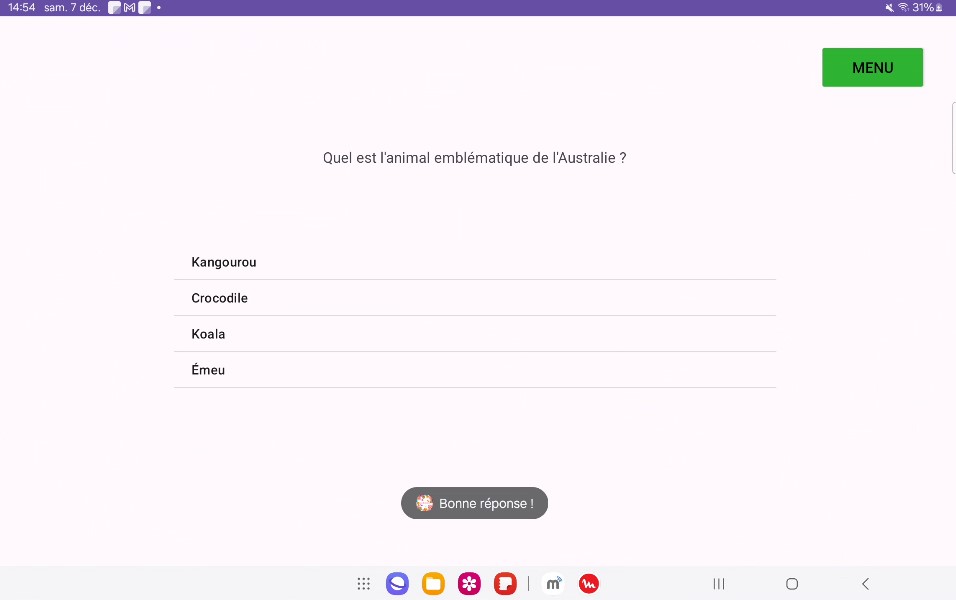 14:54 sam. 7 déc.
31%
MENU
Quel est l'animal emblématique de l'Australie ?
Kangourou
Crocodile
Koala
Émeu
Bonne réponse !